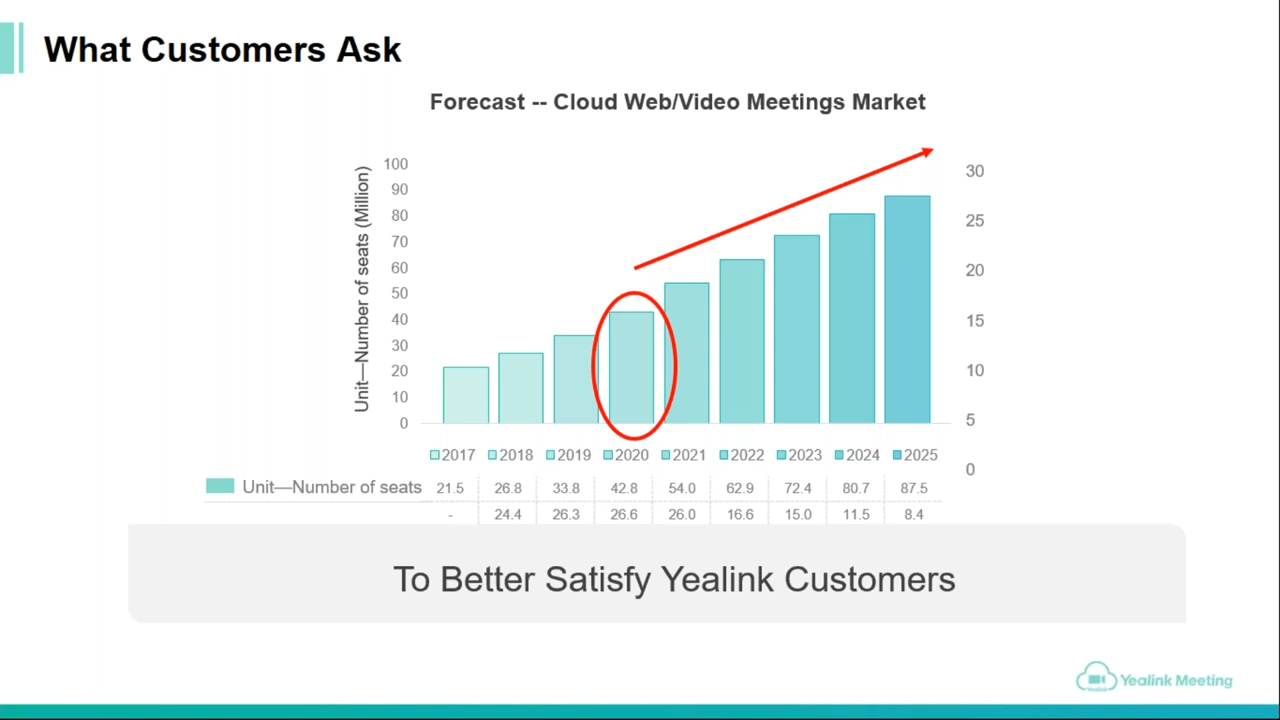 What Customers Ask
Forecast -- Cloud Web/Video Meetings Market
Unit—Number of seats (Million)
100
90
80
70
60
50
40
30
20
10
0
30
25
20
15
10
5
0
2017 2018 2019 2020 2021 2022 2023 2024 2025
Unit—Number of seats 21.5 26.8 33.8 42.8 54.0 62.9 72.4 80.7 87.5
- 24.4 26.3 26.6 26.0 16.6 15.0 11.5 8.4
To Better Satisfy Yealink Customers
Yealink
Yealink Meeting